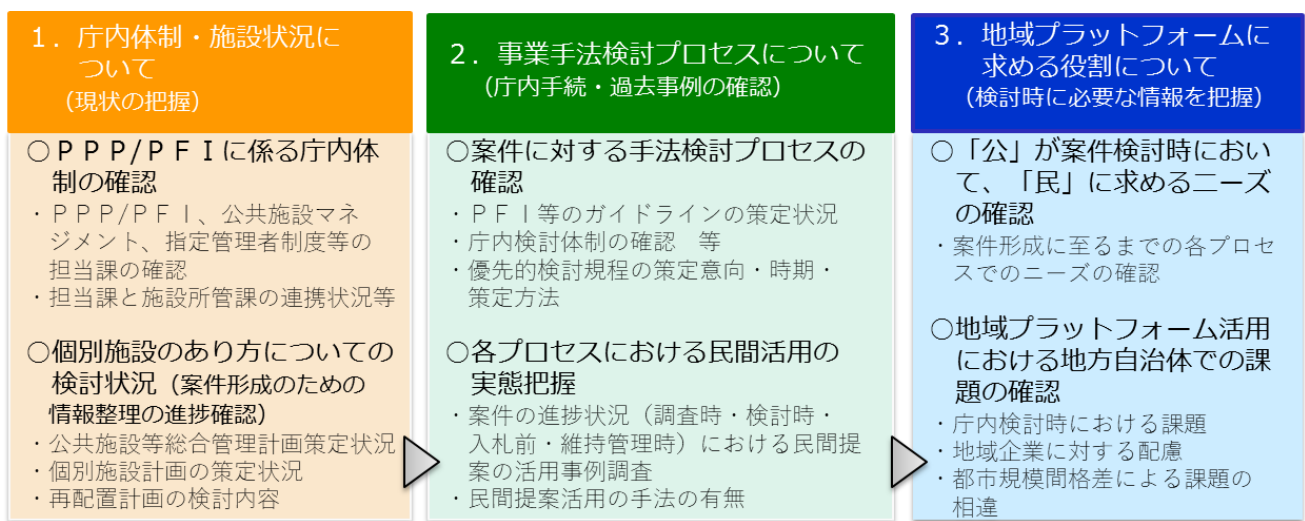 １．庁内体制・施設状況に
ついて
（現状の把握）
○ＰＰＰ/ＰＦＩに係る庁内体
制の確認
・ＰＰＰ/ＰＦＩ、公共施設マネ
ジメント、指定管理者制度等の
担当課の確認
・担当課と施設所管課の連携状況等
○個別施設のあり方についての
検討状況（案件形成のための
情報整理の進捗確認）
・公共施設等総合管理計画策定状況
・個別施設計画の策定状況
・再配置計画の検討内容
２．事業手法検討プロセスについて
（庁内手続・過去事例の確認）
○案件に対する手法検討プロセスの
確認
・ＰＦＩ等のガイドラインの策定状況
・庁内検討体制の確認　等
・優先的検討規程の策定意向・時期・
策定方法
○各プロセスにおける民間活用の
実態把握
・案件の進捗状況（調査時・検討時・
入札前・維持管理時）における民間提
案の活用事例調査
・民間提案活用の手法の有無
３．地域プラットフォームに
求める役割について
（検討時に必要な情報を把握）
○「公」が案件検討時におい
て、「民」に求めるニーズ
の確認
・案件形成に至るまでの各プロセ
スでのニーズの確認
○地域プラットフォーム活用
における地方自治体での課
題の確認
・庁内検討時における課題
・地域企業に対する配慮
・都市規模間格差による課題の
相違